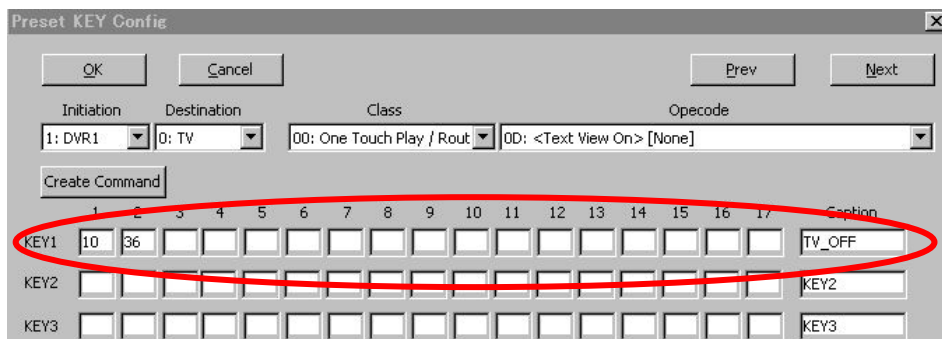 Preset KEY Config
OK Cancel Prev Next
Initiation Destination Class Opecode
1: DVR1 0: TV 00: One Touch Play / Rout 0D: <Text View On> [None]
Create Command
1 2 3 4 5 6 7 8 9 10 11 12 13 14 15 16 17 Caption
KEY1 10 36 TV_OFF
KEY2 KEY2
KEY3 KEY3